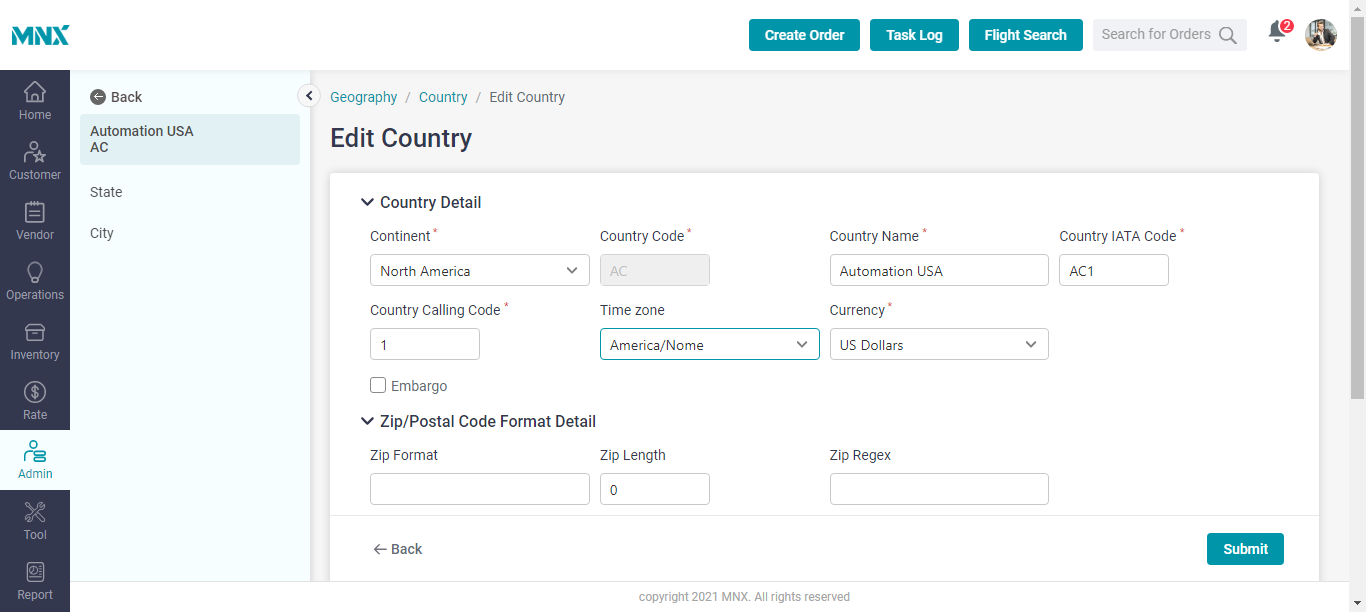 MNX
Create Order
Task Log
Flight Search
Search for Orders
2
Home
Customer
Vendor
Operations
Inventory
Rate
Admin
Tool
Report
Back
Automation USA
AC
State
City
Geography / Country / Edit Country
Edit Country
Country Detail
Continent * Country Code * Country Name * Country IATA Code *
North America AC Automation USA AC1
Country Calling Code * Time zone Currency *
1 America/Nome US Dollars
Embargo
Zip/Postal Code Format Detail
Zip Format Zip Length Zip Regex
0
Back Submit
copyright 2021 MNX. All rights reserved